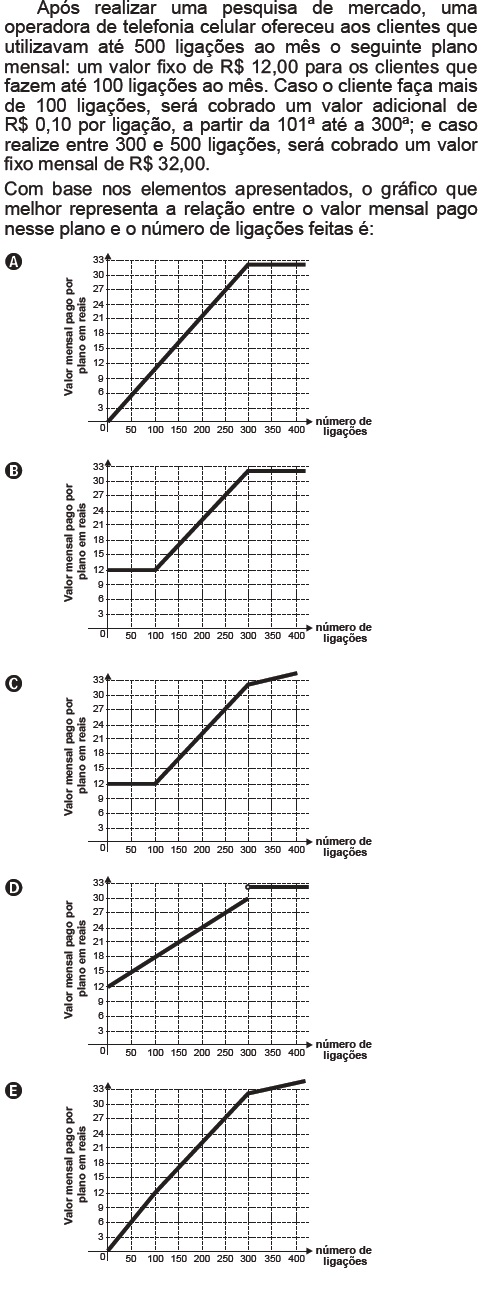 Após realizar uma pesquisa de mercado, uma
operadora de telefonia celular ofereceu aos clientes que
utilizavam até 500 ligações ao mês o seguinte plano
mensal: um valor fixo de R$ 12,00 para os clientes que
fazem até 100 ligações ao mês. Caso o cliente faça mais
de 100 ligações, será cobrado um valor adicional de
R$ 0,10 por ligação, a partir da 101ª até a 300ª; e caso
realize entre 300 e 500 ligações, será cobrado um valor
fixo mensal de R$ 32,00.
Com base nos elementos apresentados, o gráfico que
melhor representa a relação entre o valor mensal pago
nesse plano e o número de ligações feitas é:
A
Valor mensal pago por
plano em reais
33
30
27
24
21
18
15
12
9
6
3
0 50 100 150 200 250 300 350 400
número de
ligações
B
Valor mensal pago por
plano em reais
33
30
27
24
21
18
15
12
9
6
3
0 50 100 150 200 250 300 350 400
número de
ligações
C
Valor mensal pago por
plano em reais
33
30
27
24
21
18
15
12
9
6
3
0 50 100 150 200 250 300 350 400
número de
ligações
D
Valor mensal pago por
plano em reais
33
30
27
24
21
18
15
12
9
6
3
0 50 100 150 200 250 300 350 400
número de
ligações
E
Valor mensal pago por
plano em reais
33
30
27
24
21
18
15
12
9
6
3
0 50 100 150 200 250 300 350 400
número de
ligações